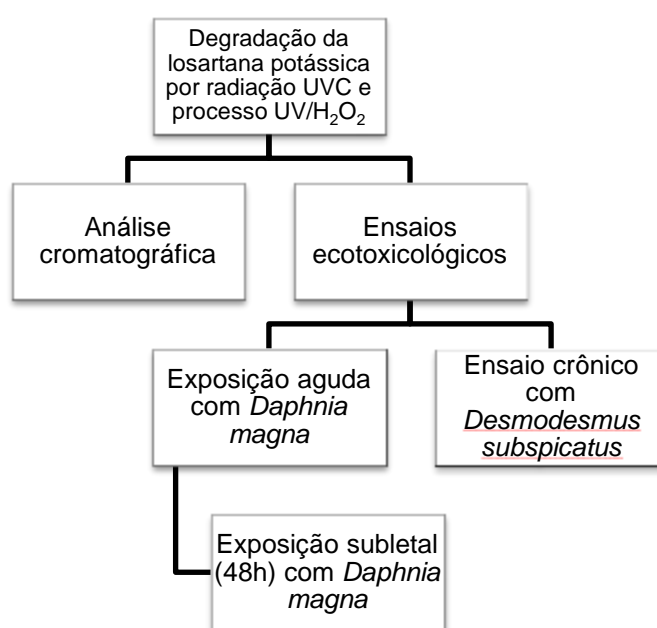 Degradação da
losartana potássica
por radiação UVC e
processo UV/H₂O₂
Análise
cromatográfica
Ensaios
ecotoxicológicos
Exposição aguda
com Daphnia
magna
Ensaio crônico
com
Desmodesmus
subspicatus
Exposição subletal
(48h) com Daphnia
magna